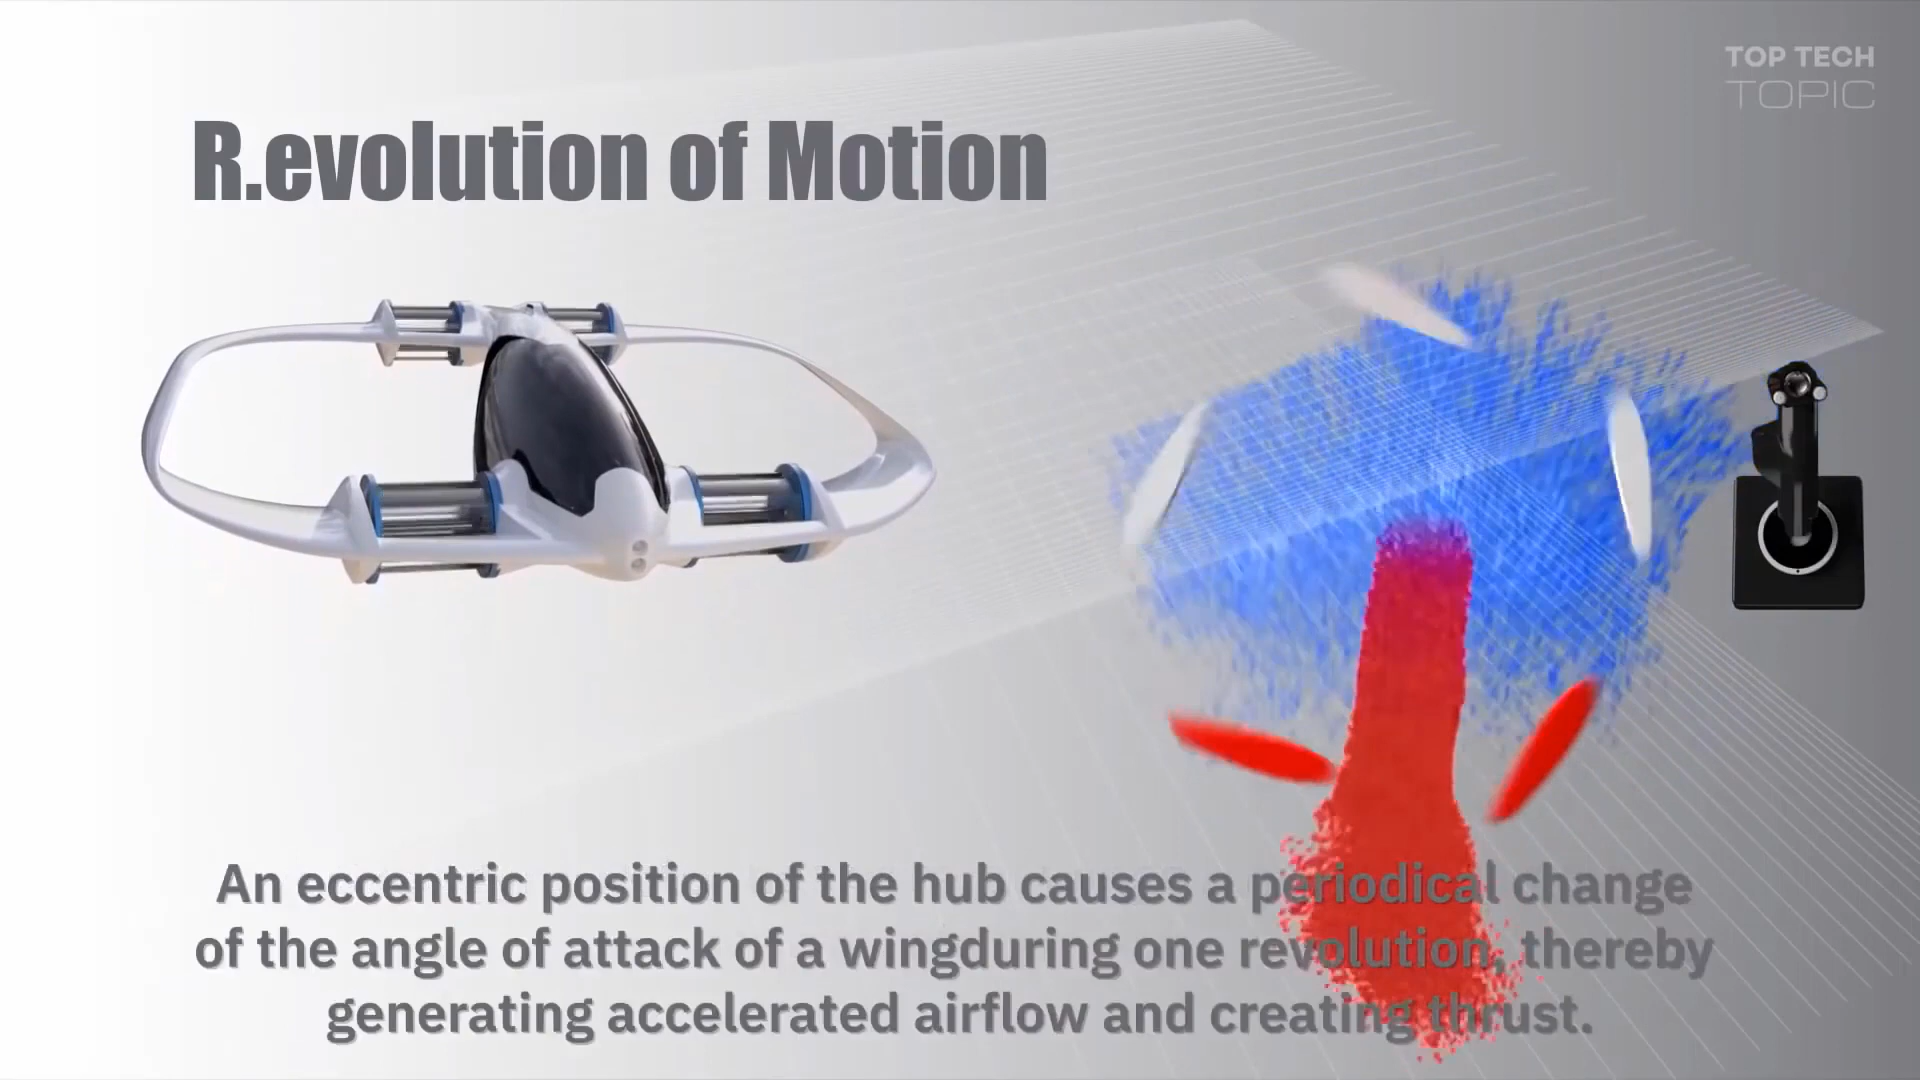 TOP TECH
TOPIC
R.evolution of Motion
An eccentric position of the hub causes a periodical change
of the angle of attack of a wingduring one revolution, thereby
generating accelerated airflow and creating thrust.